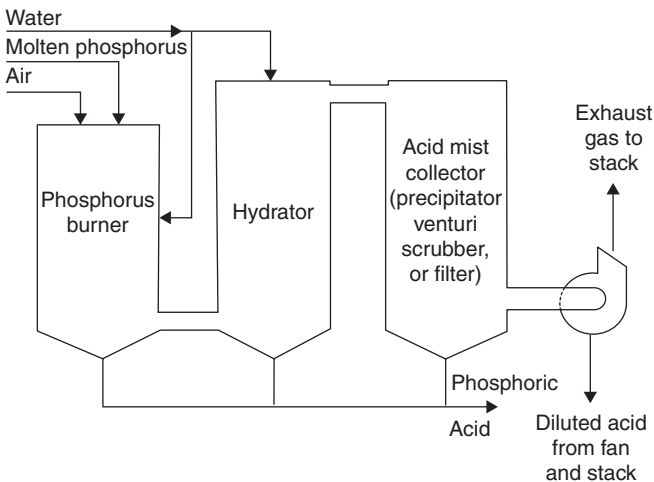 Water
Molten phosphorus
Air
Phosphorus
burner
Hydrator
Acid mist
collector
(precipitator
venturi
scrubber,
or filter)
Exhaust
gas to
stack
Phosphoric
Acid
Diluted acid
from fan
and stack